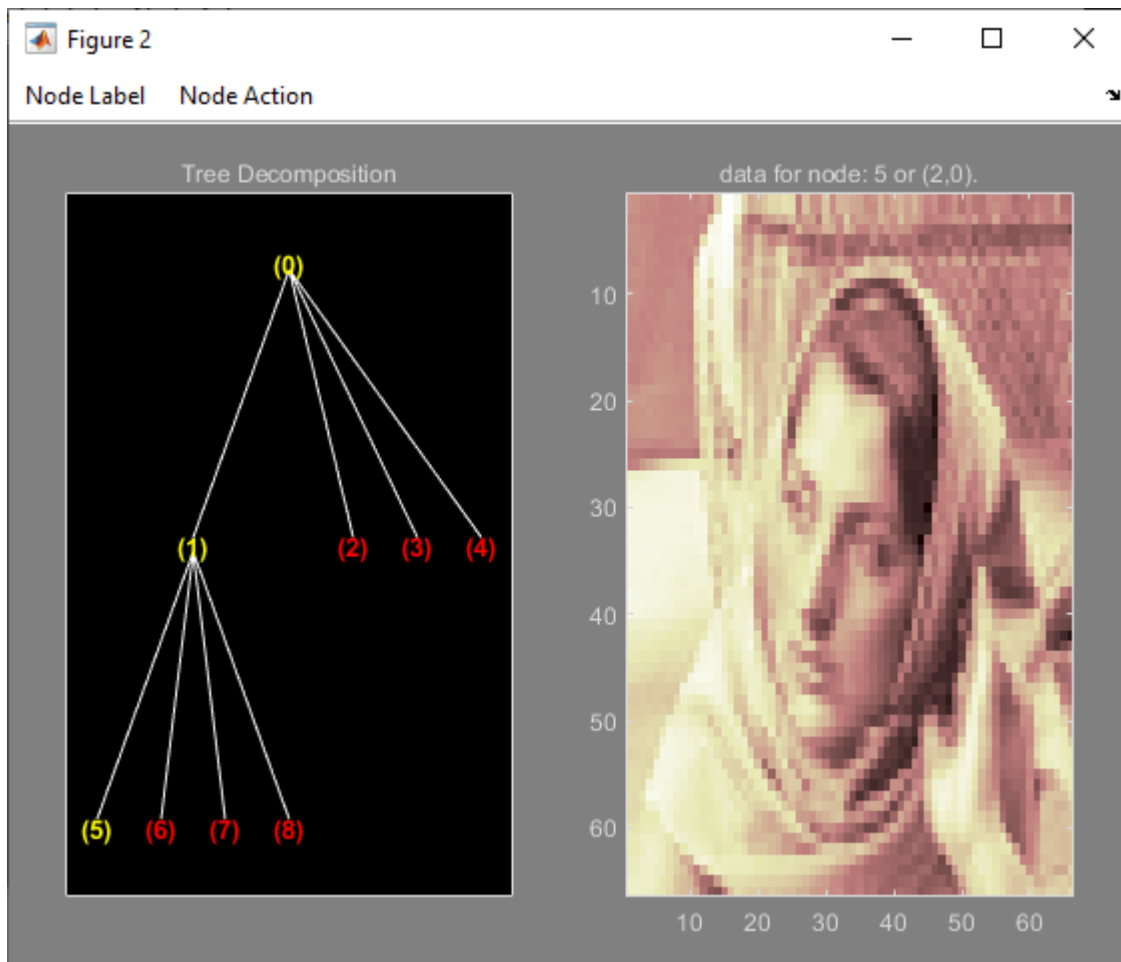 Figure 2
Node Label Node Action
Tree Decomposition
(0)
(1) (2) (3) (4)
(5) (6) (7) (8)
data for node: 5 or (2,0).
10
20
30
40
50
60
10 20 30 40 50 60